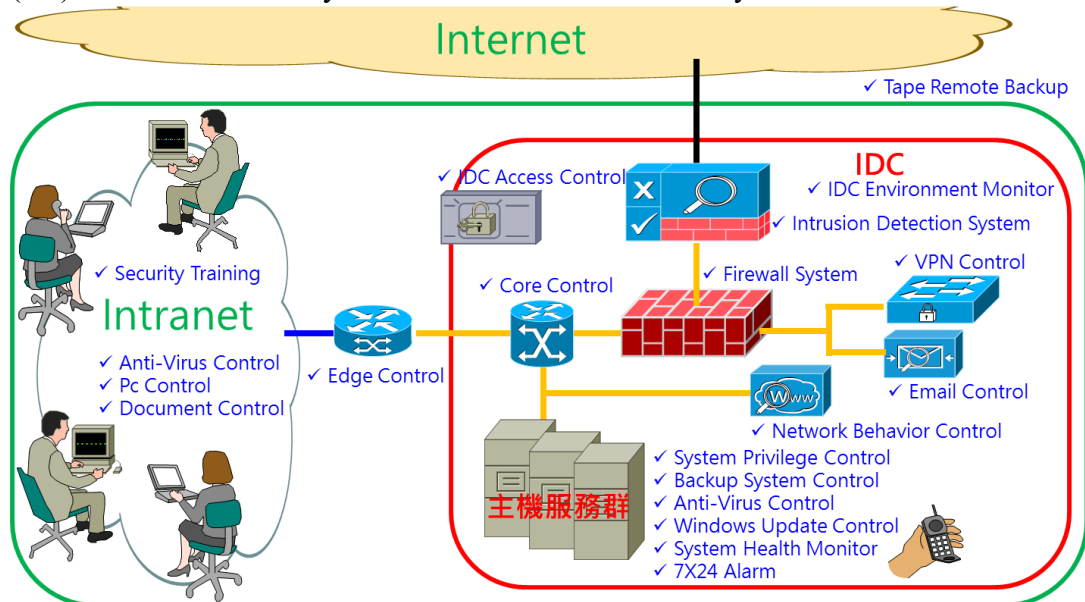 Internet
✓ Tape Remote Backup
IDC
✓ IDC Access Control
✓ IDC Environment Monitor
✓ Intrusion Detection System
✓ Security Training
✓ Firewall System
✓ VPN Control
✓ Core Control
Intranet
✓ Anti-Virus Control
✓ Pc Control
✓ Document Control
✓ Edge Control
✓ Email Control
Www
✓ Network Behavior Control
主機服務群
✓ System Privilege Control
✓ Backup System Control
✓ Anti-Virus Control
✓ Windows Update Control
✓ System Health Monitor
✓ 7X24 Alarm